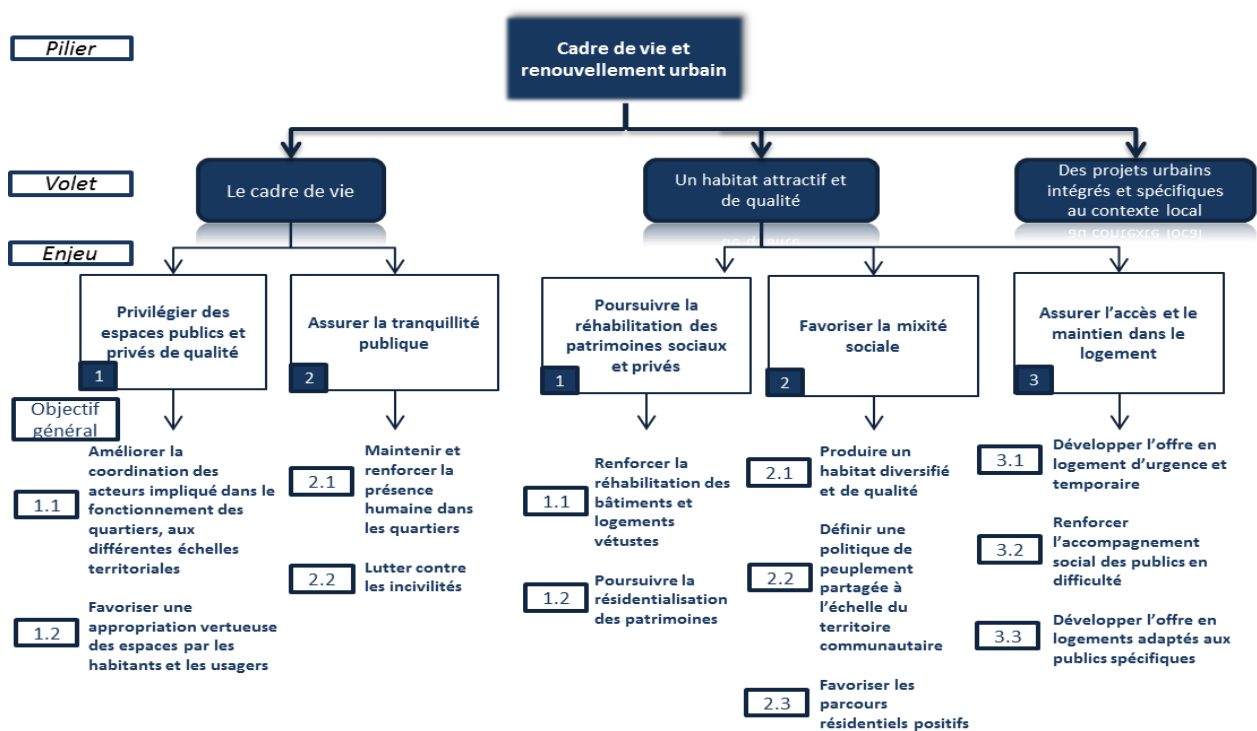 Pilier
Cadre de vie et
renouvellement urbain
Volet
Le cadre de vie
Un habitat attractif et
de qualité
Des projets urbains
intégrés et spécifiques
au contexte local
Enjeu
Privilégier des
espaces publics et
privés de qualité
1
Assurer la tranquillité
publique
2
Poursuivre la
réhabilitation des
patrimoines sociaux
et privés
1
Favoriser la mixité
sociale
2
Assurer l’accès et le
maintien dans le
logement
3
Objectif
général
1.1
Améliorer la
coordination des
acteurs impliqué dans le
fonctionnement des
quartiers, aux
différentes échelles
territoriales
1.2
Favoriser une
appropriation vertueuse
des espaces par les
habitants et les usagers
2.1
Maintenir et
renforcer la
présence
humaine dans
les quartiers
2.2
Lutter contre
les incivilités
1.1
Renforcer la
réhabilitation des
bâtiments et
logements
vétustes
1.2
Poursuivre la
résidentialisation
des patrimoines
2.1
Produire un
habitat diversifié
et de qualité
2.2
Définir une
politique de
peuplement
partagée à
l’échelle du
territoire
communautaire
2.3
Favoriser les
parcours
résidentiels positifs
3.1
Développer l’offre en
logement d’urgence et
temporaire
3.2
Renforcer
l’accompagnement
social des publics en
difficulté
3.3
Développer l’offre en
logements adaptés aux
publics spécifiques